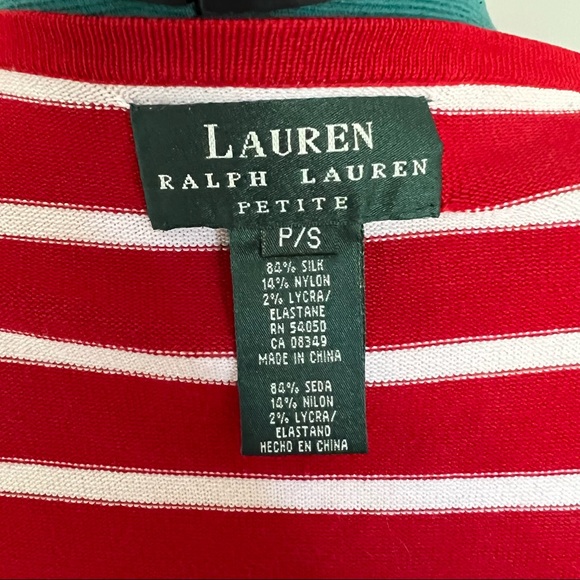 LAUREN
RALPH LAUREN
PETITE
P/S
84% SILK
14% NYLON
2% LYCRA/
ELASTANE
RN 54050
CA 08349
MADE IN CHINA
84% SEDA
14% NILON
2% LYCRA/
ELASTANO
HECHO EN CHINA